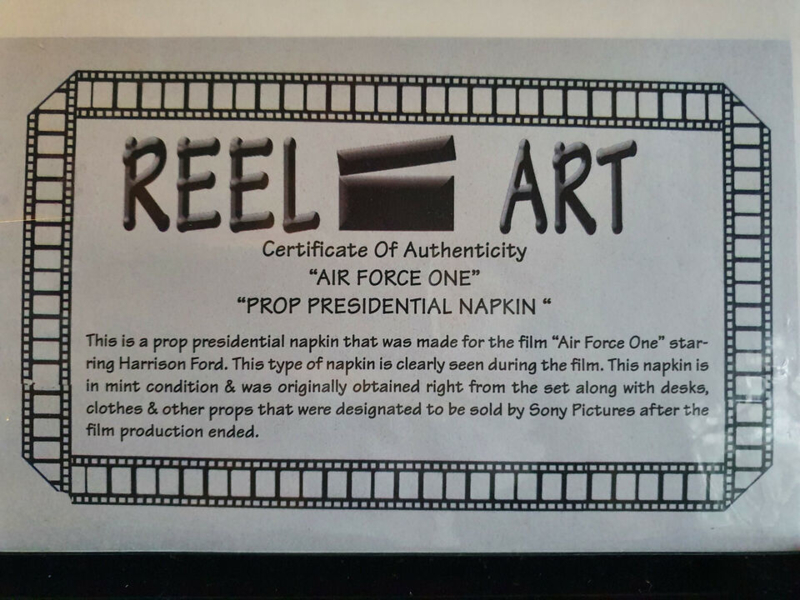 REEL ART
Certificate Of Authenticity
“AIR FORCE ONE”
“PROP PRESIDENTIAL NAPKIN “
This is a prop presidential napkin that was made for the film “Air Force One” star-
ring Harrison Ford. This type of napkin is clearly seen during the film. This napkin is
in mint condition & was originally obtained right from the set along with desks,
clothes & other props that were designated to be sold by Sony Pictures after the
film production ended.